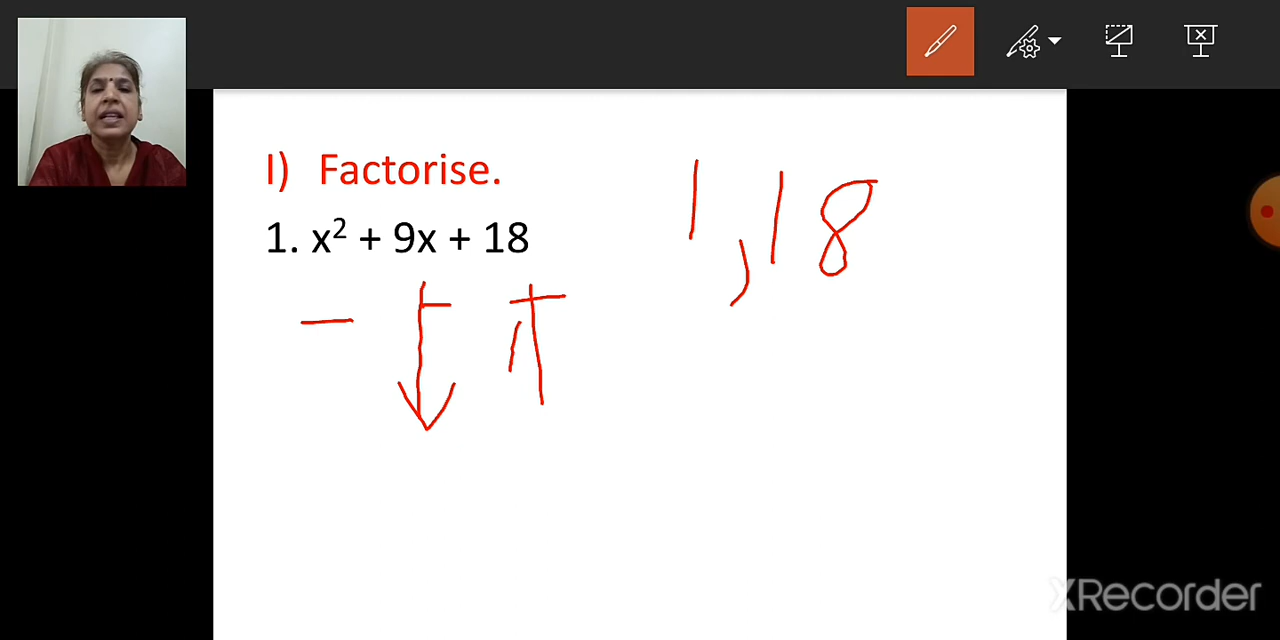 I) Factorise.
1. x² + 9x + 18
1, 18
XRecorder